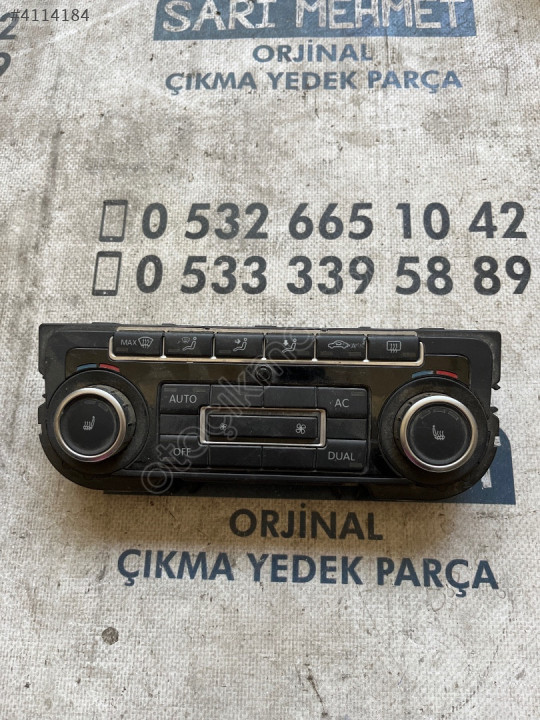 #4114184
SARI MEHMET
ORJİNAL
ÇIKMA YEDEK PARÇA
0 532 665 10 42
0 533 339 58 89
MAX
AUTO
AC
OFF
DUAL
otoçıkma
ORJİNAL
ÇIKMA YEDEK PARÇA